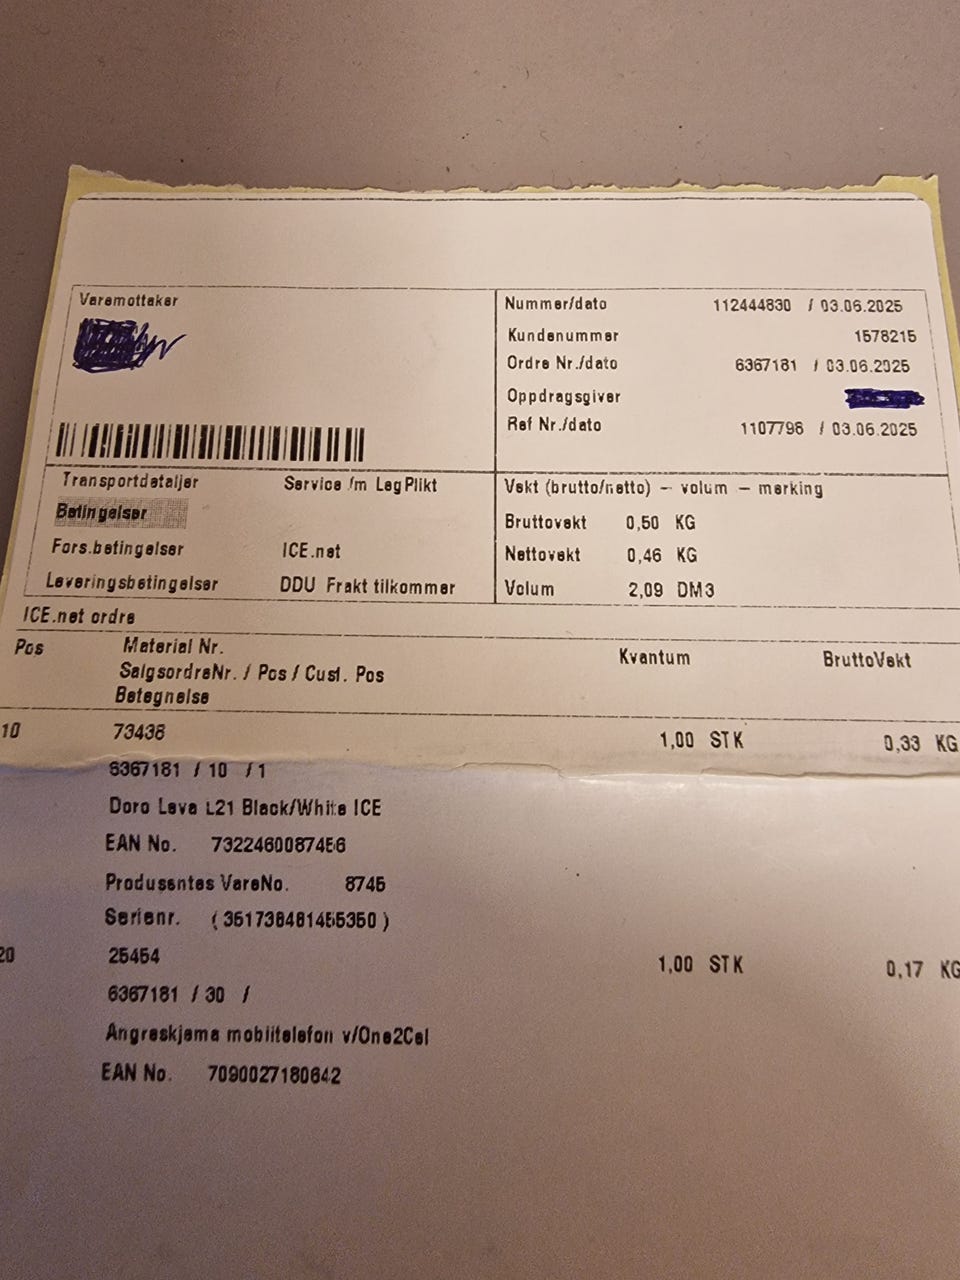 Varemottaker
Nummer/dato 112444830 / 03.06.2025
Kundenummer 1578215
Ordre Nr./dato 6367181 / 03.06.2025
Oppdragsgiver
Ref Nr./dato 1107798 / 03.06.2025
Transportdetaljer Service /m LegPlikt
Betingelser
Fors.betingelser ICE.net
Leveringsbetingelser DDU Frakt tilkommer
Vekt (brutto/netto) - volum - merking
Bruttovekt 0,50 KG
Nettovekt 0,46 KG
Volum 2,09 DM3
ICE.net ordre
Pos Material Nr. Kvantum BruttoVekt
SalgsordreNr. / Pos / Cust. Pos
Betegnelse
10 73438 1,00 STK 0,33 KG
6367181 / 10 / 1
Doro Leva L21 Black/White ICE
EAN No. 7322460087456
Produsentes VareNo. 8745
Serienr. ( 351738481455350 )
20 25454 1,00 STK 0,17 KG
6367181 / 30 /
Angreskjema mobiltelefon v/One2Cel
EAN No. 7090027180642